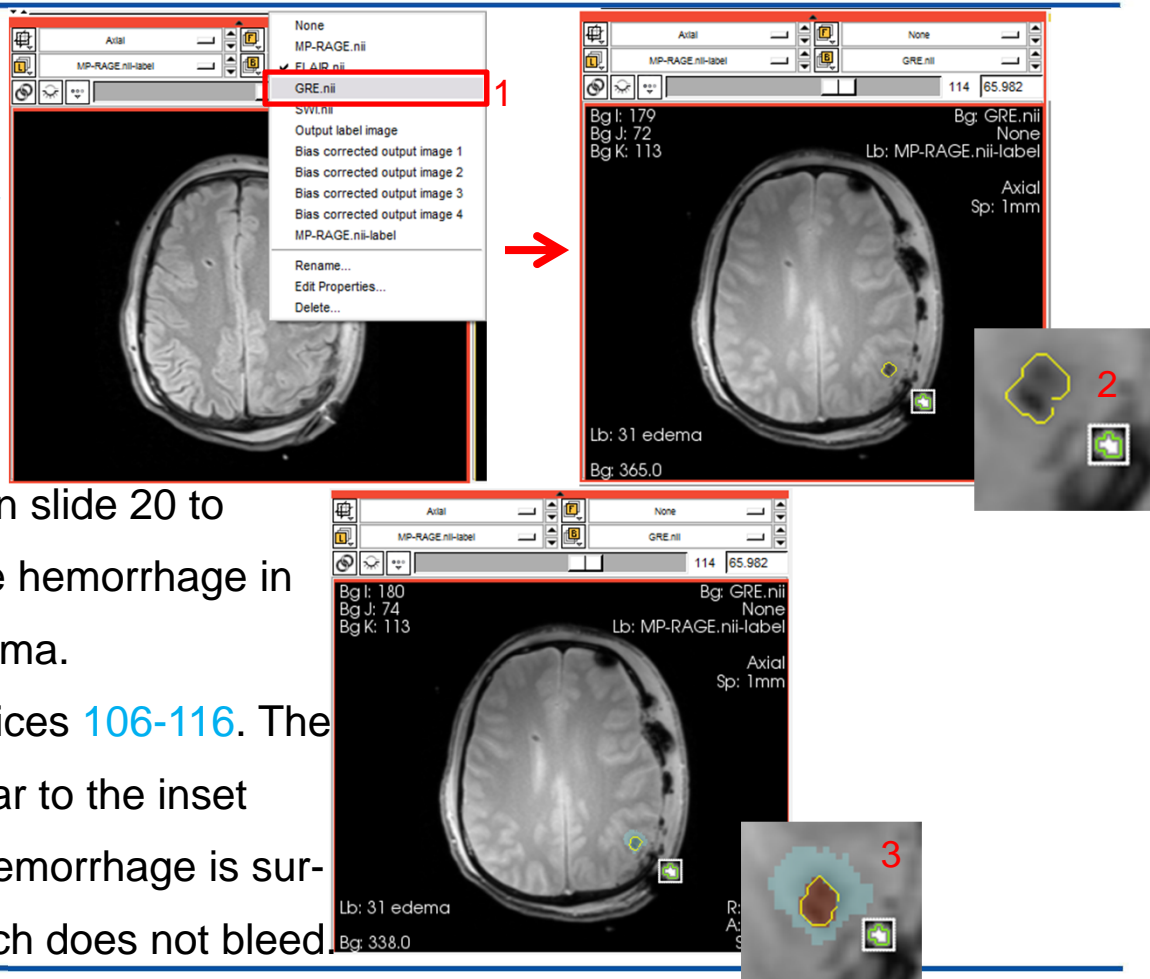 None
MP-RAGE.nii
✓ FLAIR.nii
GRE.nii
SWI.nii
Output label image
Bias corrected output image 1
Bias corrected output image 2
Bias corrected output image 3
Bias corrected output image 4
MP-RAGE.nii-label
Rename...
Edit Properties...
Delete...
1
Axial
F
L
MP-RAGE.nii-label
B
Axial
F
None
L
MP-RAGE.nii-label
B
GRE.nii
114 65.982
Bg I: 179
Bg J: 72
Bg K: 113
Bg: GRE.nii
None
Lb: MP-RAGE.nii-label
Axial
Sp: 1mm
Lb: 31 edema
Bg: 365.0
2
n slide 20 to
e hemorrhage in
ma.
ices 106-116. The
ar to the inset
emorrhage is sur-
ch does not bleed.
Axial
F
None
L
MP-RAGE.nii-label
B
GRE.nii
114 65.982
Bg I: 180
Bg J: 74
Bg K: 113
Bg: GRE.nii
None
Lb: MP-RAGE.nii-label
Axial
Sp: 1mm
Lb: 31 edema
Bg: 338.0
R:
A:
S
3